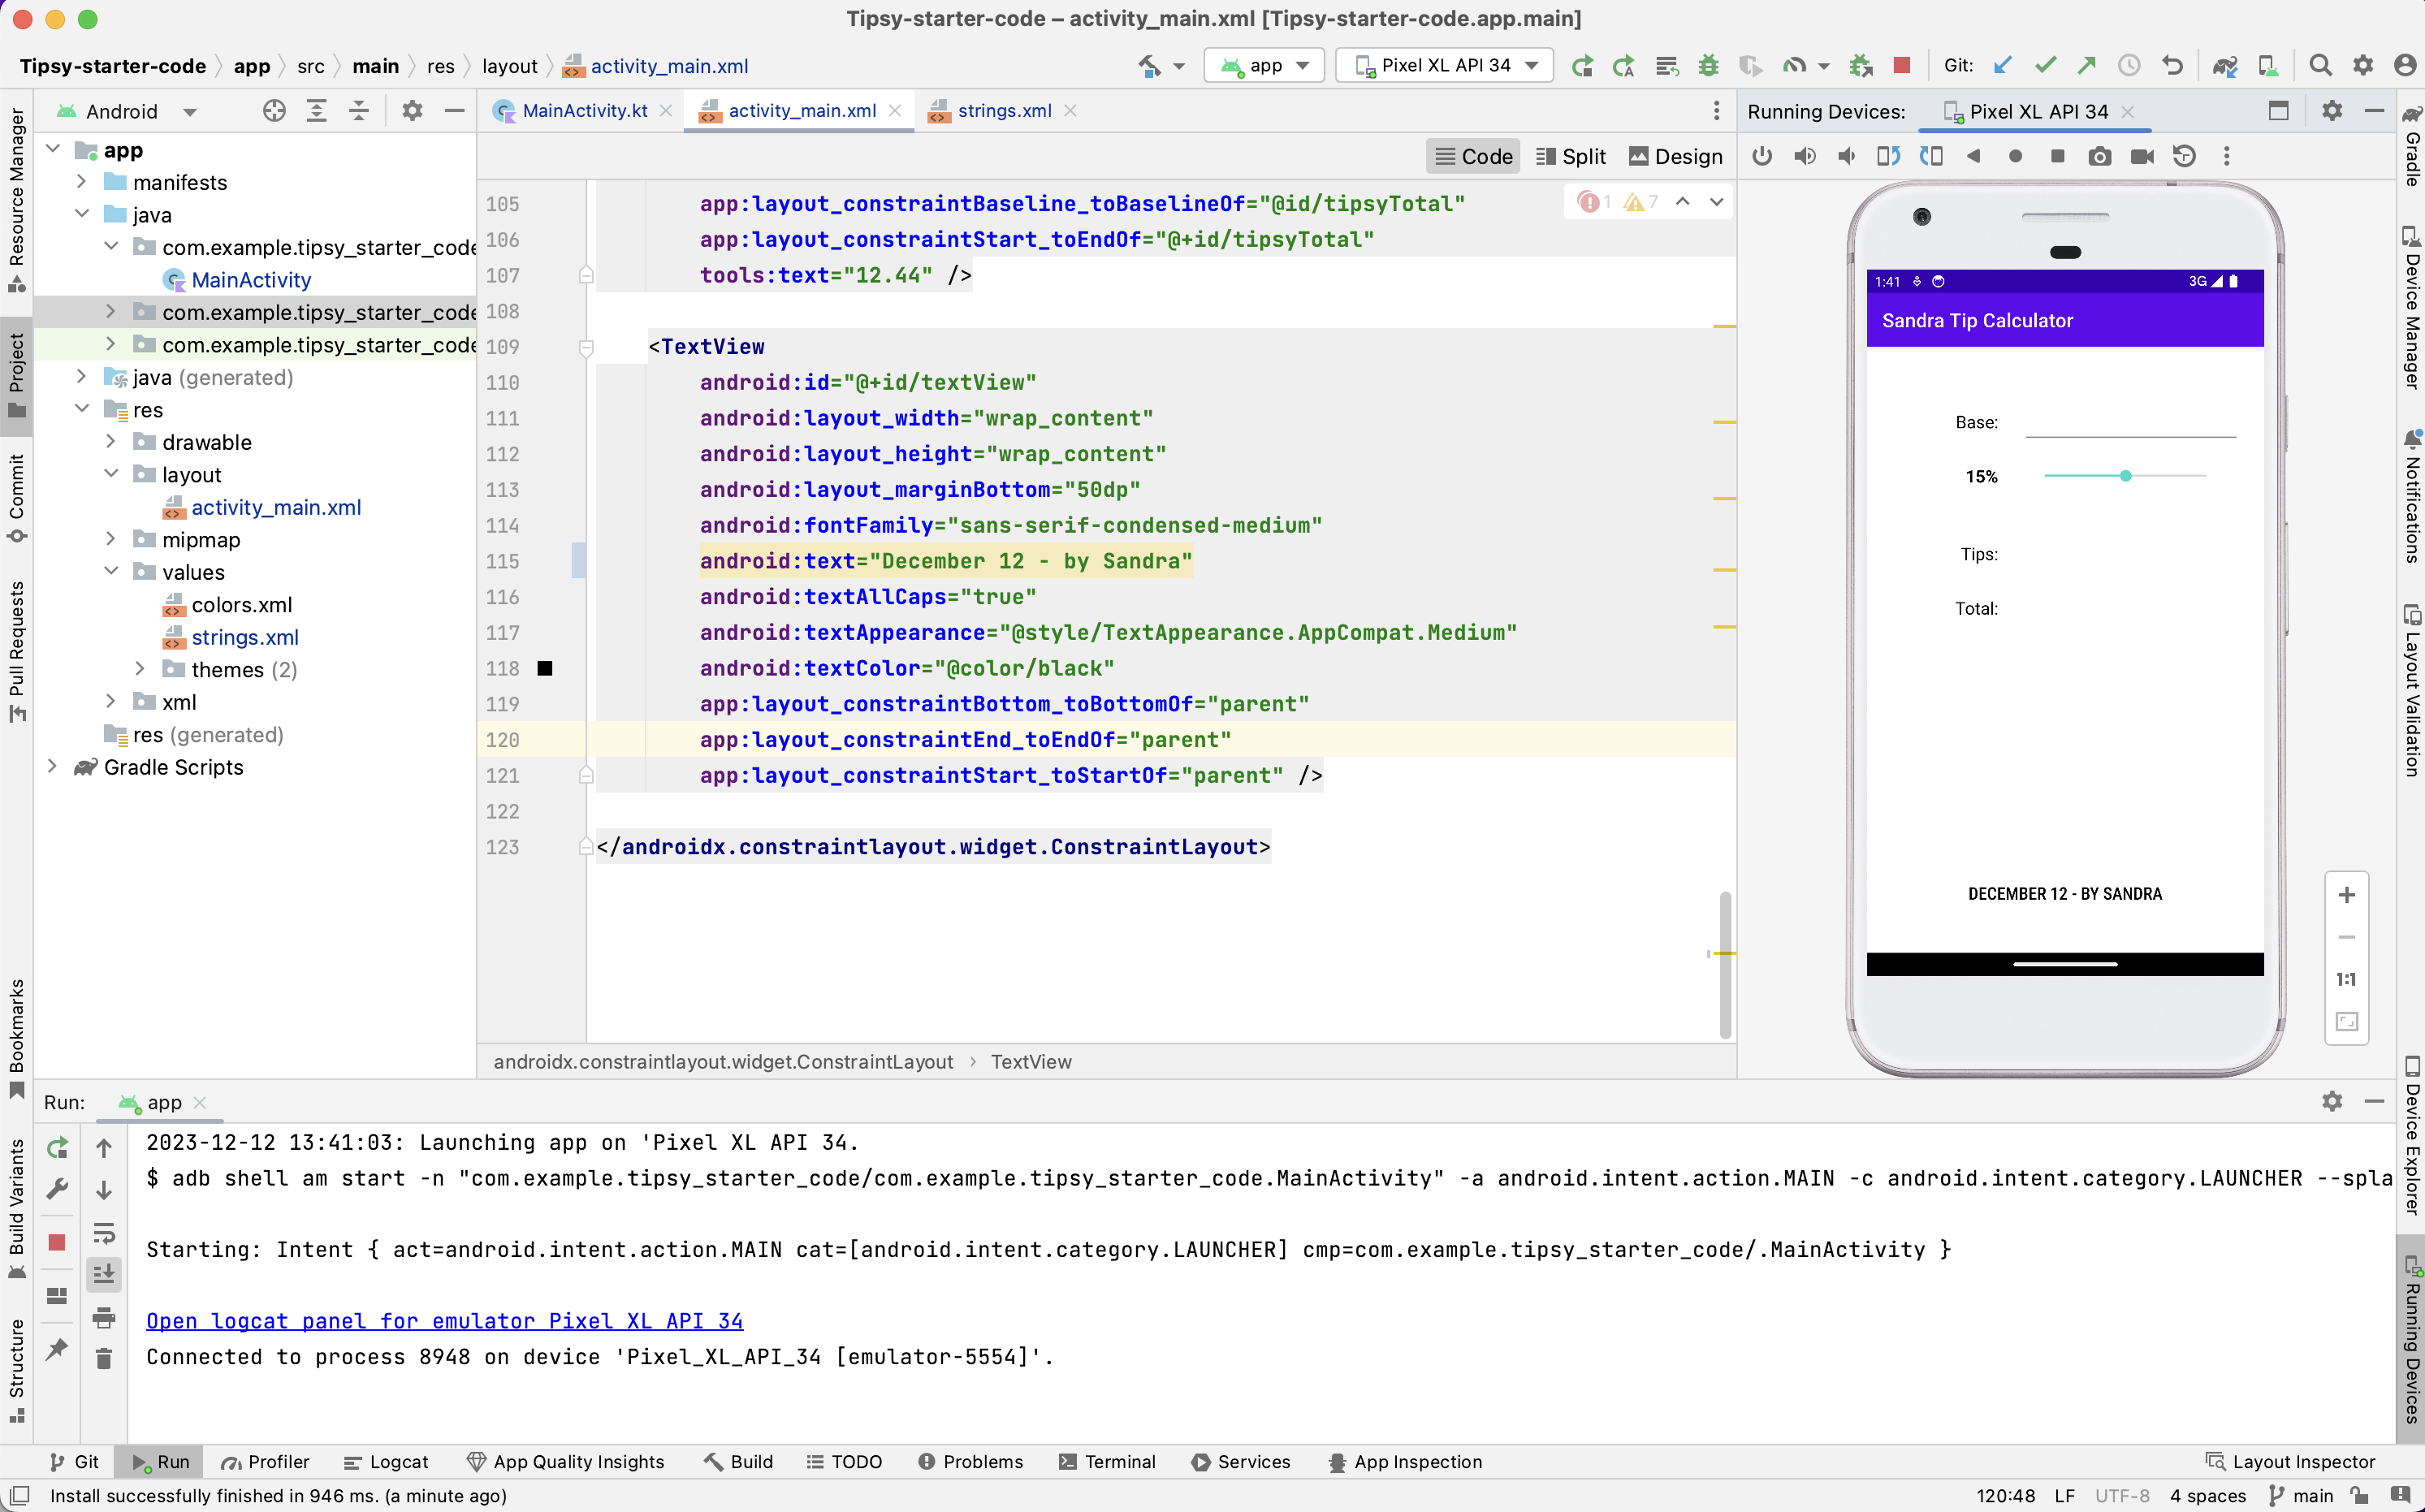 Tipsy-starter-code – activity_main.xml [Tipsy-starter-code.app.main]
Tipsy-starter-code app src main res layout activity_main.xml
app Pixel XL API 34 Git:
Android
MainActivity.kt activity_main.xml strings.xml
Running Devices: Pixel XL API 34
Code Split Design
Resource Manager
Project
Commit
Pull Requests
Bookmarks
Build Variants
Structure
app
manifests
java
com.example.tipsy_starter_code
MainActivity
com.example.tipsy_starter_code
com.example.tipsy_starter_code
java (generated)
res
drawable
layout
activity_main.xml
mipmap
values
colors.xml
strings.xml
themes (2)
xml
res (generated)
Gradle Scripts
1 7
105 app:layout_constraintBaseline_toBaselineOf="@id/tipsyTotal"
106 app:layout_constraintStart_toEndOf="@+id/tipsyTotal"
107 tools:text="12.44" />
108
109 <TextView
110 android:id="@+id/textView"
111 android:layout_width="wrap_content"
112 android:layout_height="wrap_content"
113 android:layout_marginBottom="50dp"
114 android:fontFamily="sans-serif-condensed-medium"
115 android:text="December 12 - by Sandra"
116 android:textAllCaps="true"
117 android:textAppearance="@style/TextAppearance.AppCompat.Medium"
118 android:textColor="@color/black"
119 app:layout_constraintBottom_toBottomOf="parent"
120 app:layout_constraintEnd_toEndOf="parent"
121 app:layout_constraintStart_toStartOf="parent" />
122
123 </androidx.constraintlayout.widget.ConstraintLayout>
androidx.constraintlayout.widget.ConstraintLayout › TextView
1:41 3G
Sandra Tip Calculator
Base:
15%
Tips:
Total:
DECEMBER 12 - BY SANDRA
1:1
Gradle
Device Manager
Notifications
Layout Validation
Device Explorer
Running Devices
Run: app
2023-12-12 13:41:03: Launching app on 'Pixel XL API 34.
$ adb shell am start -n "com.example.tipsy_starter_code/com.example.tipsy_starter_code.MainActivity" -a android.intent.action.MAIN -c android.intent.category.LAUNCHER --spla
Starting: Intent { act=android.intent.action.MAIN cat=[android.intent.category.LAUNCHER] cmp=com.example.tipsy_starter_code/.MainActivity }
Open logcat panel for emulator Pixel XL API 34
Connected to process 8948 on device 'Pixel_XL_API_34 [emulator-5554]'.
Git Run Profiler Logcat App Quality Insights Build TODO Problems Terminal Services App Inspection Layout Inspector
Install successfully finished in 946 ms. (a minute ago) 120:48 LF UTF-8 4 spaces main